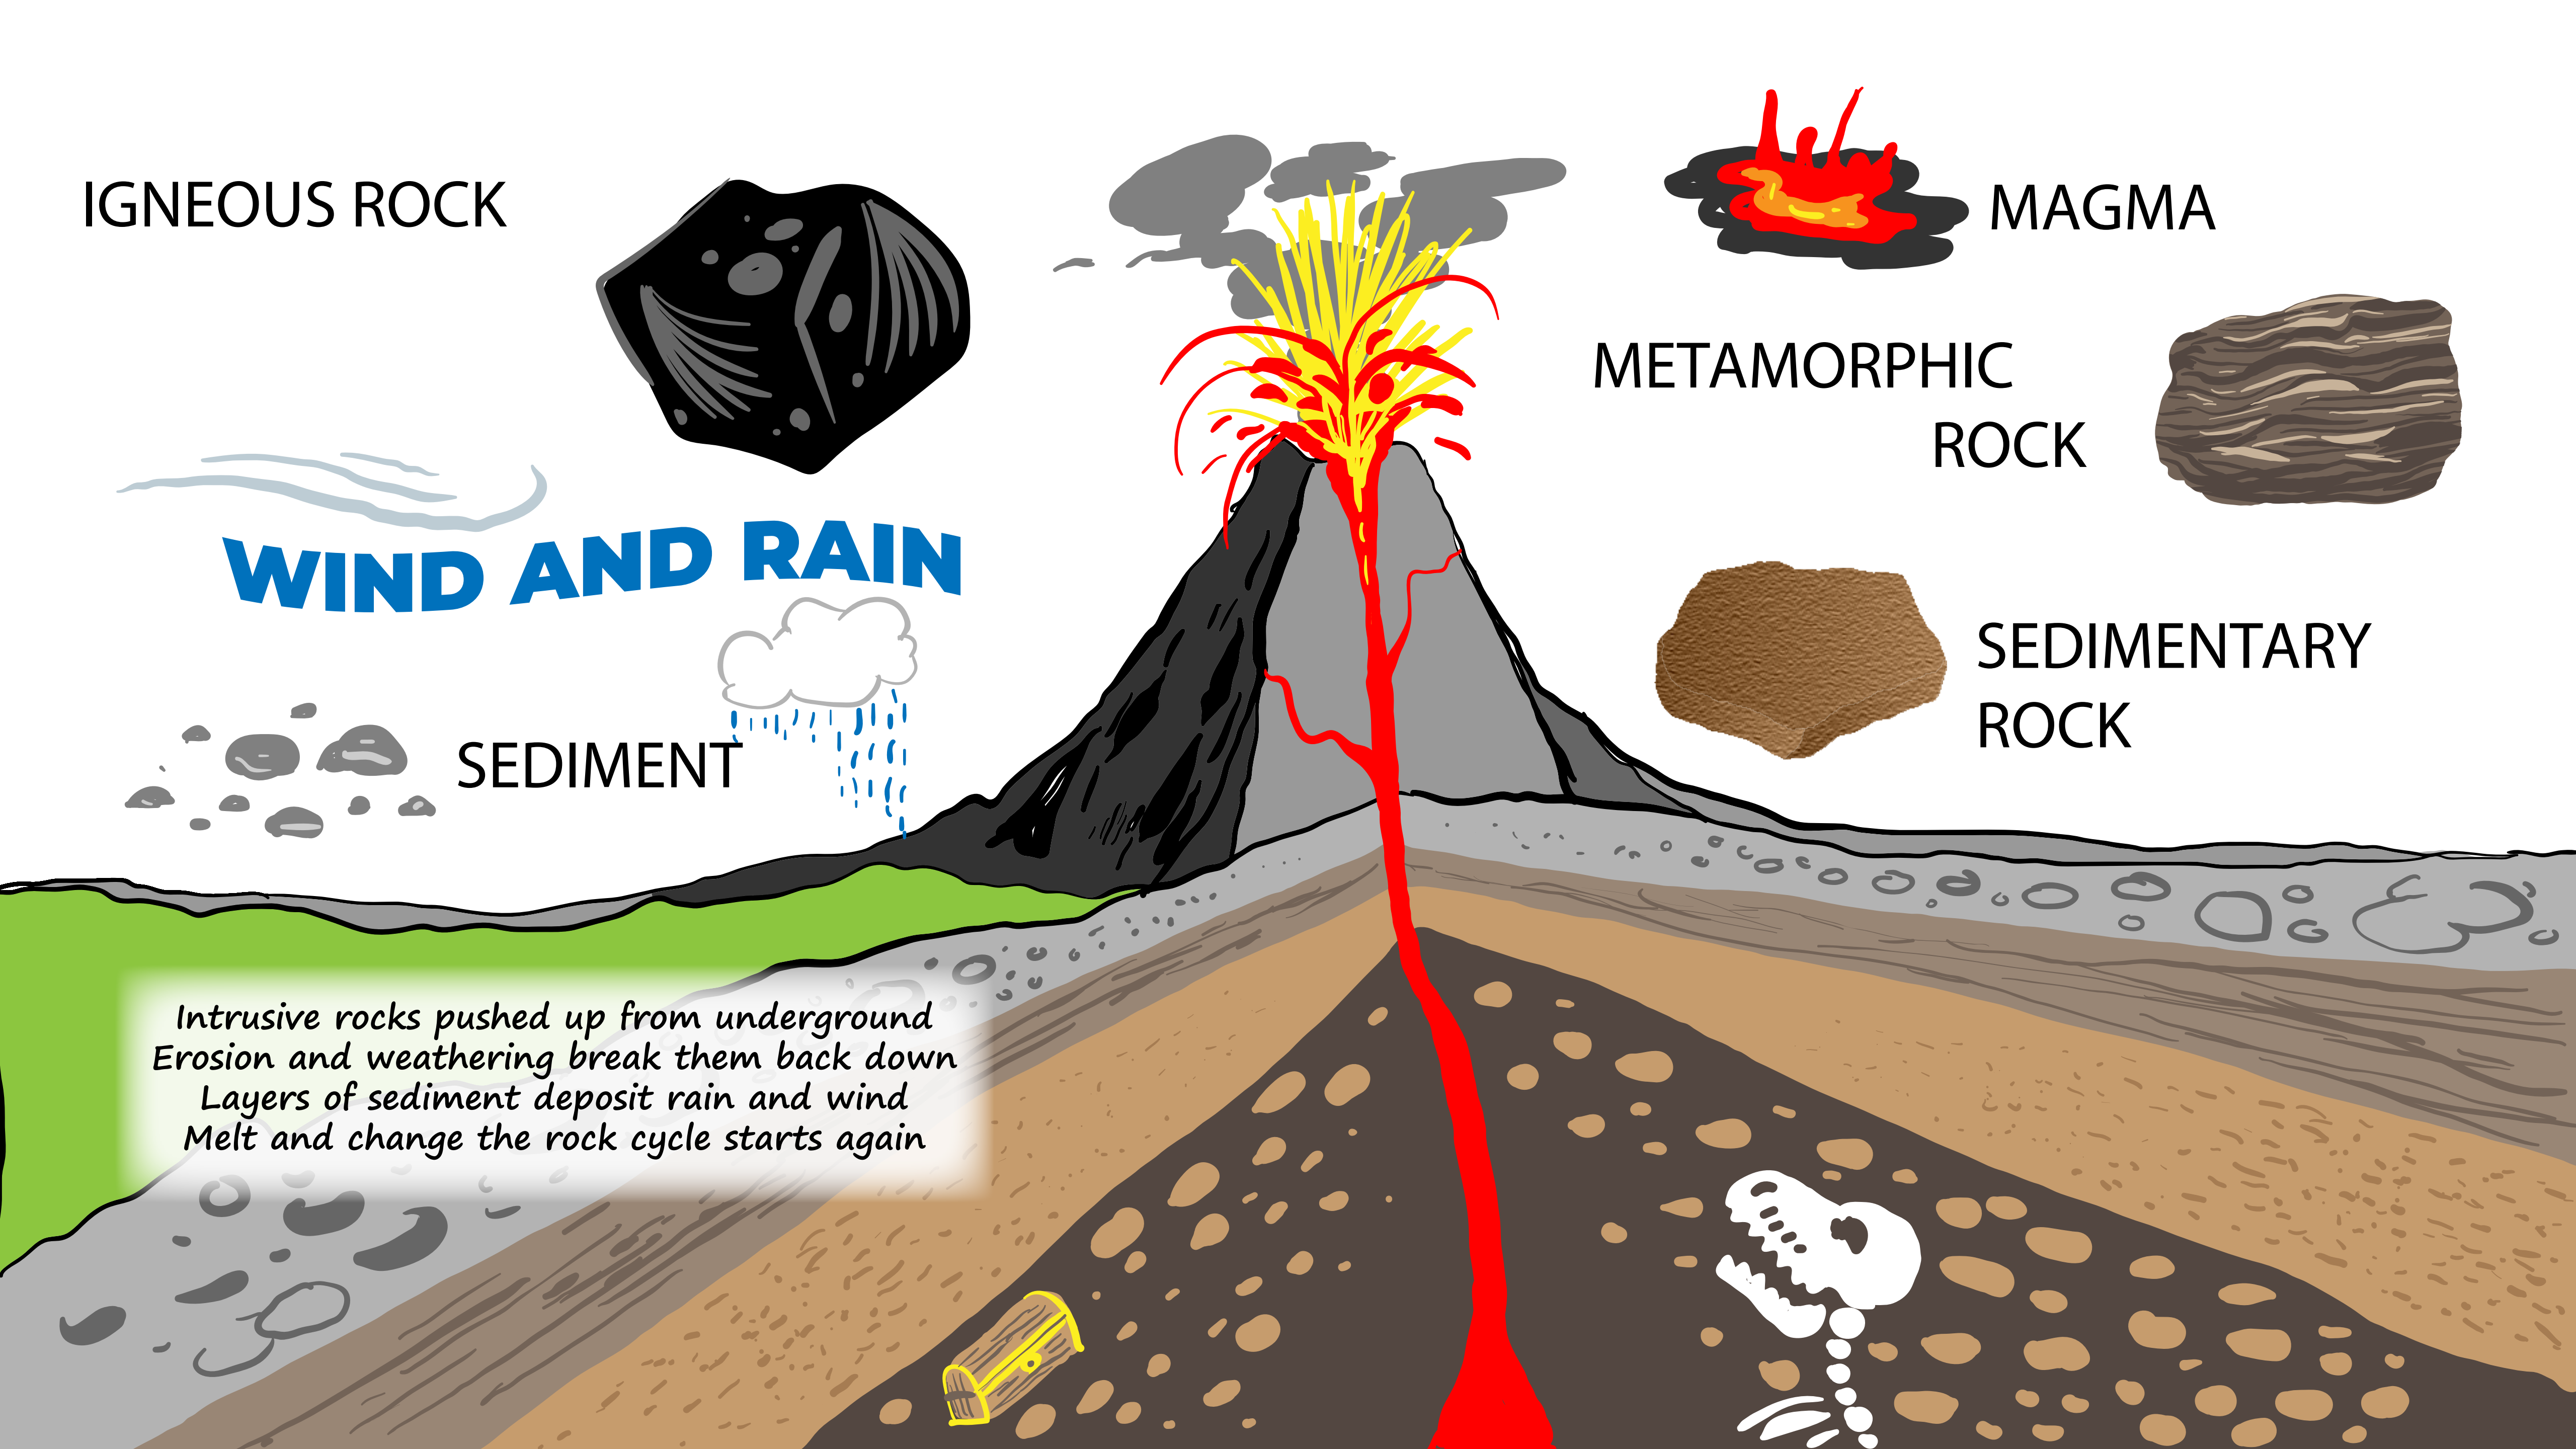 IGNEOUS ROCK
MAGMA
METAMORPHIC
ROCK
WIND AND RAIN
SEDIMENTARY
ROCK
SEDIMENT
Intrusive rocks pushed up from underground
Erosion and weathering break them back down
Layers of sediment deposit rain and wind
Melt and change the rock cycle starts again